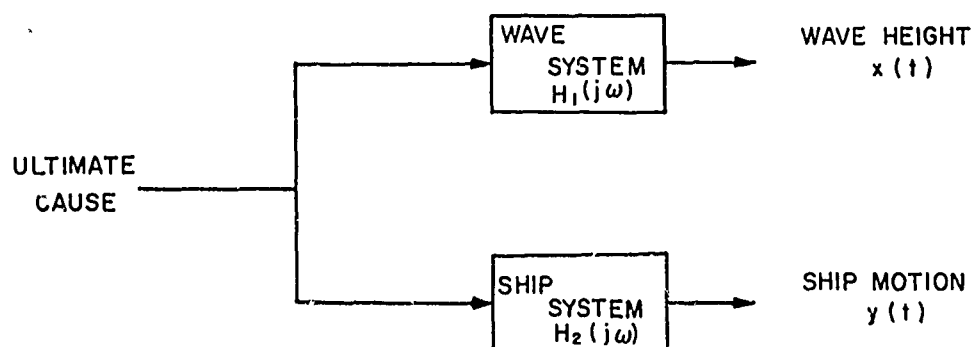 WAVE
SYSTEM
H₁(jω)
WAVE HEIGHT
x(t)
ULTIMATE
CAUSE
SHIP
SYSTEM
H₂(jω)
SHIP MOTION
y(t)